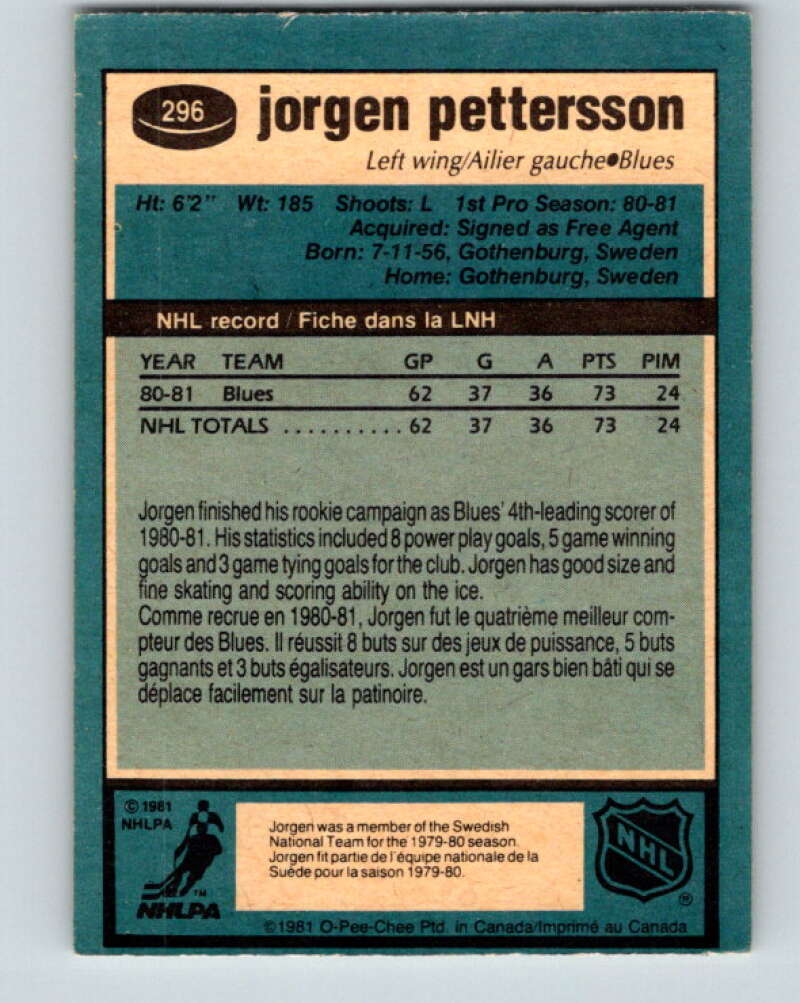 296
jorgen pettersson
Left wing/Ailier gauche●Blues
Ht: 6'2" Wt: 185 Shoots: L 1st Pro Season: 80-81
Acquired: Signed as Free Agent
Born: 7-11-56, Gothenburg, Sweden
Home: Gothenburg, Sweden
NHL record / Fiche dans la LNH
YEAR TEAM GP G A PTS PIM
80-81 Blues 62 37 36 73 24
NHL TOTALS .......... 62 37 36 73 24
Jorgen finished his rookie campaign as Blues' 4th-leading scorer of
1980-81. His statistics included 8 power play goals, 5 game winning
goals and 3 game tying goals for the club. Jorgen has good size and
fine skating and scoring ability on the ice.
Comme recrue en 1980-81, Jorgen fut le quatrième meilleur com-
pteur des Blues. Il réussit 8 buts sur des jeux de puissance, 5 buts
gagnants et 3 buts égalisateurs. Jorgen est un gars bien bâti qui se
déplace facilement sur la patinoire.
© 1981
NHLPA
TM
NHLPA
Jorgen was a member of the Swedish
National Team for the 1979-80 season.
Jorgen fit partie de l'équipe nationale de la
Suède pour la saison 1979-80.
NHL
©1981 O-Pee-Chee Ptd. in Canada/Imprimé au Canada